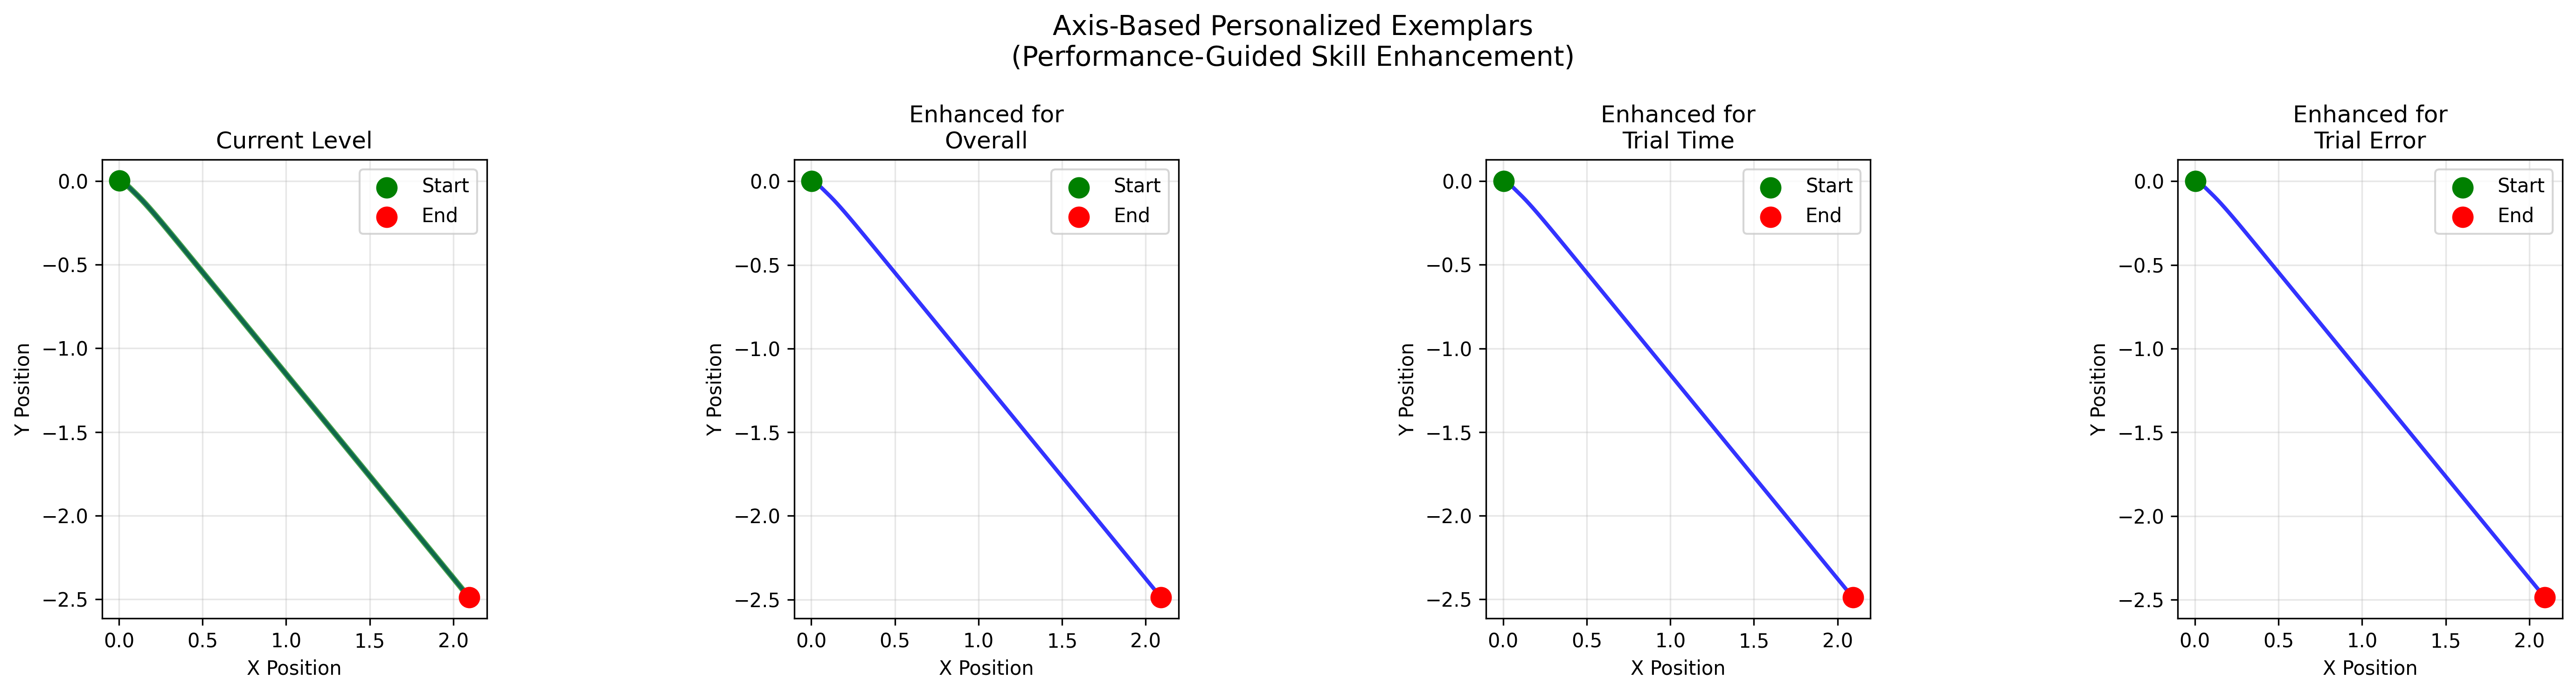 Axis-Based Personalized Exemplars
(Performance-Guided Skill Enhancement)
Current Level
Start
End
0.0
−0.5
−1.0
−1.5
−2.0
−2.5
Y Position
0.0 0.5 1.0 1.5 2.0
X Position
Enhanced for
Overall
Start
End
0.0
−0.5
−1.0
−1.5
−2.0
−2.5
Y Position
0.0 0.5 1.0 1.5 2.0
X Position
Enhanced for
Trial Time
Start
End
0.0
−0.5
−1.0
−1.5
−2.0
−2.5
Y Position
0.0 0.5 1.0 1.5 2.0
X Position
Enhanced for
Trial Error
Start
End
0.0
−0.5
−1.0
−1.5
−2.0
−2.5
Y Position
0.0 0.5 1.0 1.5 2.0
X Position